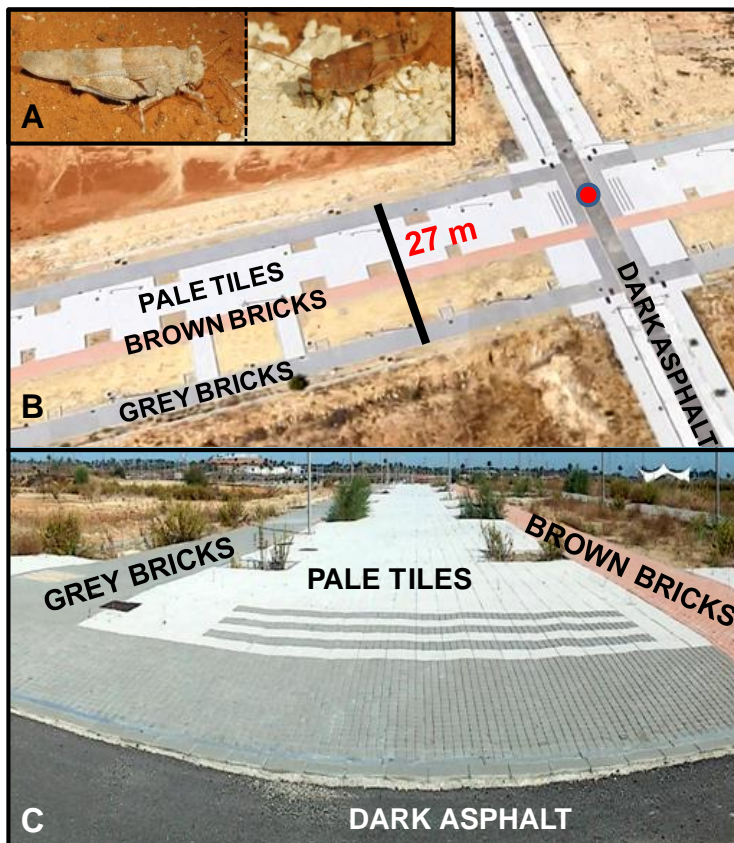 A
27 m
PALE TILES
BROWN BRICKS
GREY BRICKS
DARK ASPHALT
B
GREY BRICKS
PALE TILES
BROWN BRICKS
DARK ASPHALT
C